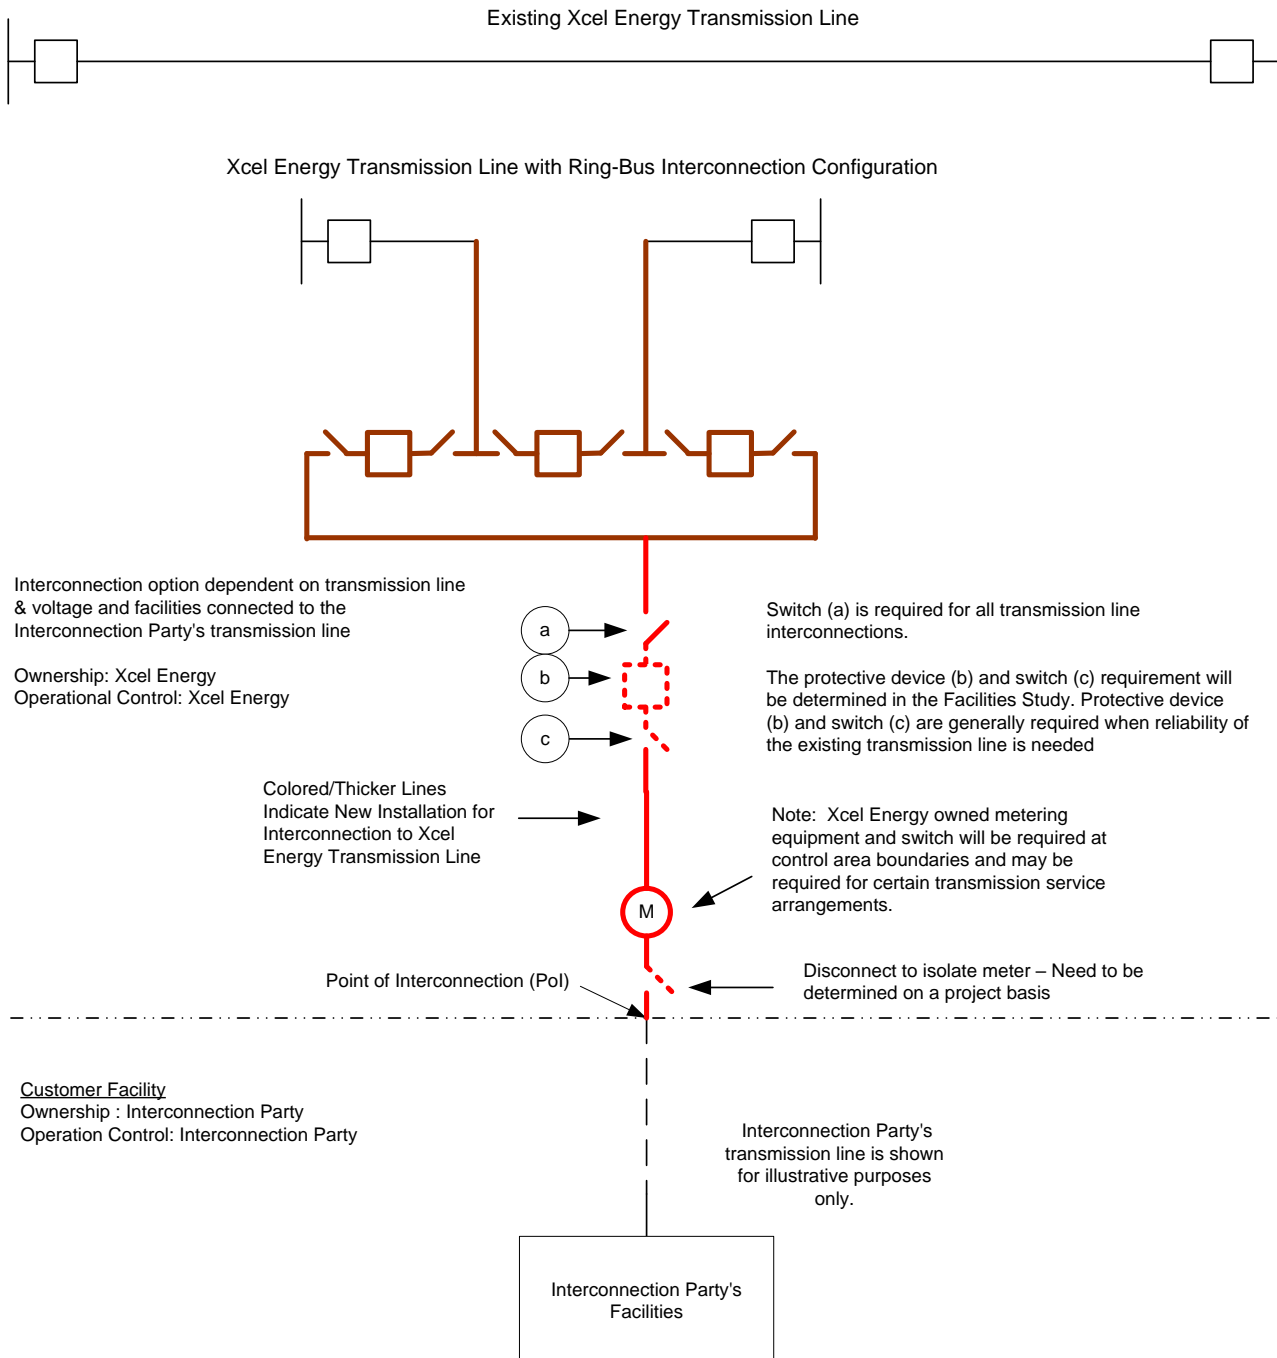 Existing Xcel Energy Transmission Line
Xcel Energy Transmission Line with Ring-Bus Interconnection Configuration
Interconnection option dependent on transmission line
& voltage and facilities connected to the
Interconnection Party's transmission line
Ownership: Xcel Energy
Operational Control: Xcel Energy
a
b
c
Switch (a) is required for all transmission line
interconnections.
The protective device (b) and switch (c) requirement will
be determined in the Facilities Study. Protective device
(b) and switch (c) are generally required when reliability of
the existing transmission line is needed
Colored/Thicker Lines
Indicate New Installation for
Interconnection to Xcel
Energy Transmission Line
Note:  Xcel Energy owned metering
equipment and switch will be required at
control area boundaries and may be
required for certain transmission service
arrangements.
M
Point of Interconnection (PoI)
Disconnect to isolate meter – Need to be
determined on a project basis
Customer Facility
Ownership : Interconnection Party
Operation Control: Interconnection Party
Interconnection Party's
transmission line is shown
for illustrative purposes
only.
Interconnection Party's
Facilities